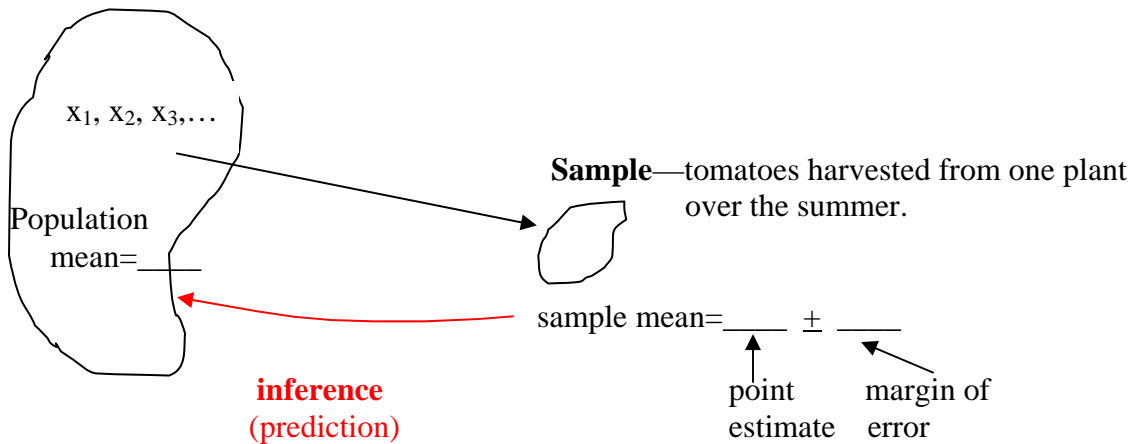 x₁, x₂, x₃,…
Population
mean=____
Sample—tomatoes harvested from one plant
over the summer.
sample mean=____ ± ____
point
estimate
margin of
error
inference
(prediction)